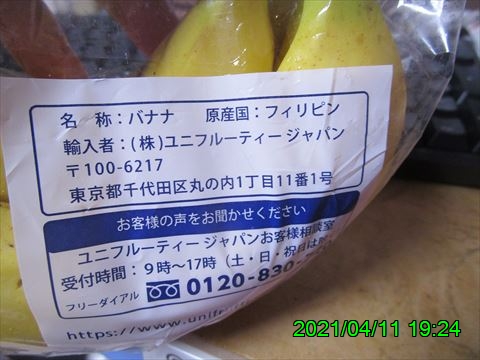 名　称：バナナ　原産国：フィリピン
輸入者：(株)ユニフルーティー ジャパン
〒100-6217
東京都千代田区丸の内1丁目11番1号
お客様の声をお聞かせください
ユニフルーティー ジャパンお客様相談室
受付時間：９時～17時（土・日・祝日は
フリーダイアル 0120-830-
https://www.unifr
2021/04/11 19:24